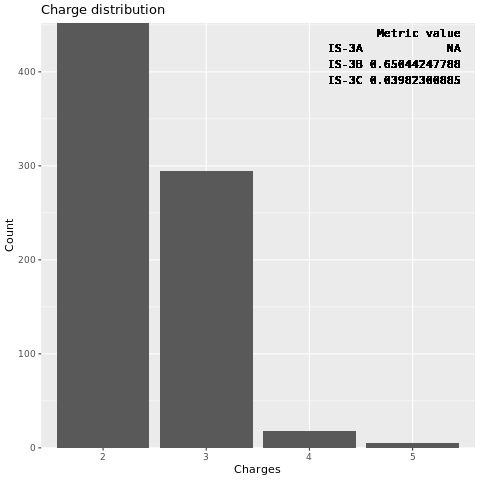 Charge distribution
Metric value
IS-3A NA
IS-3B 0.65044247788
IS-3C 0.03982300885
400
300
200
100
0
Count
2 3 4 5
Charges